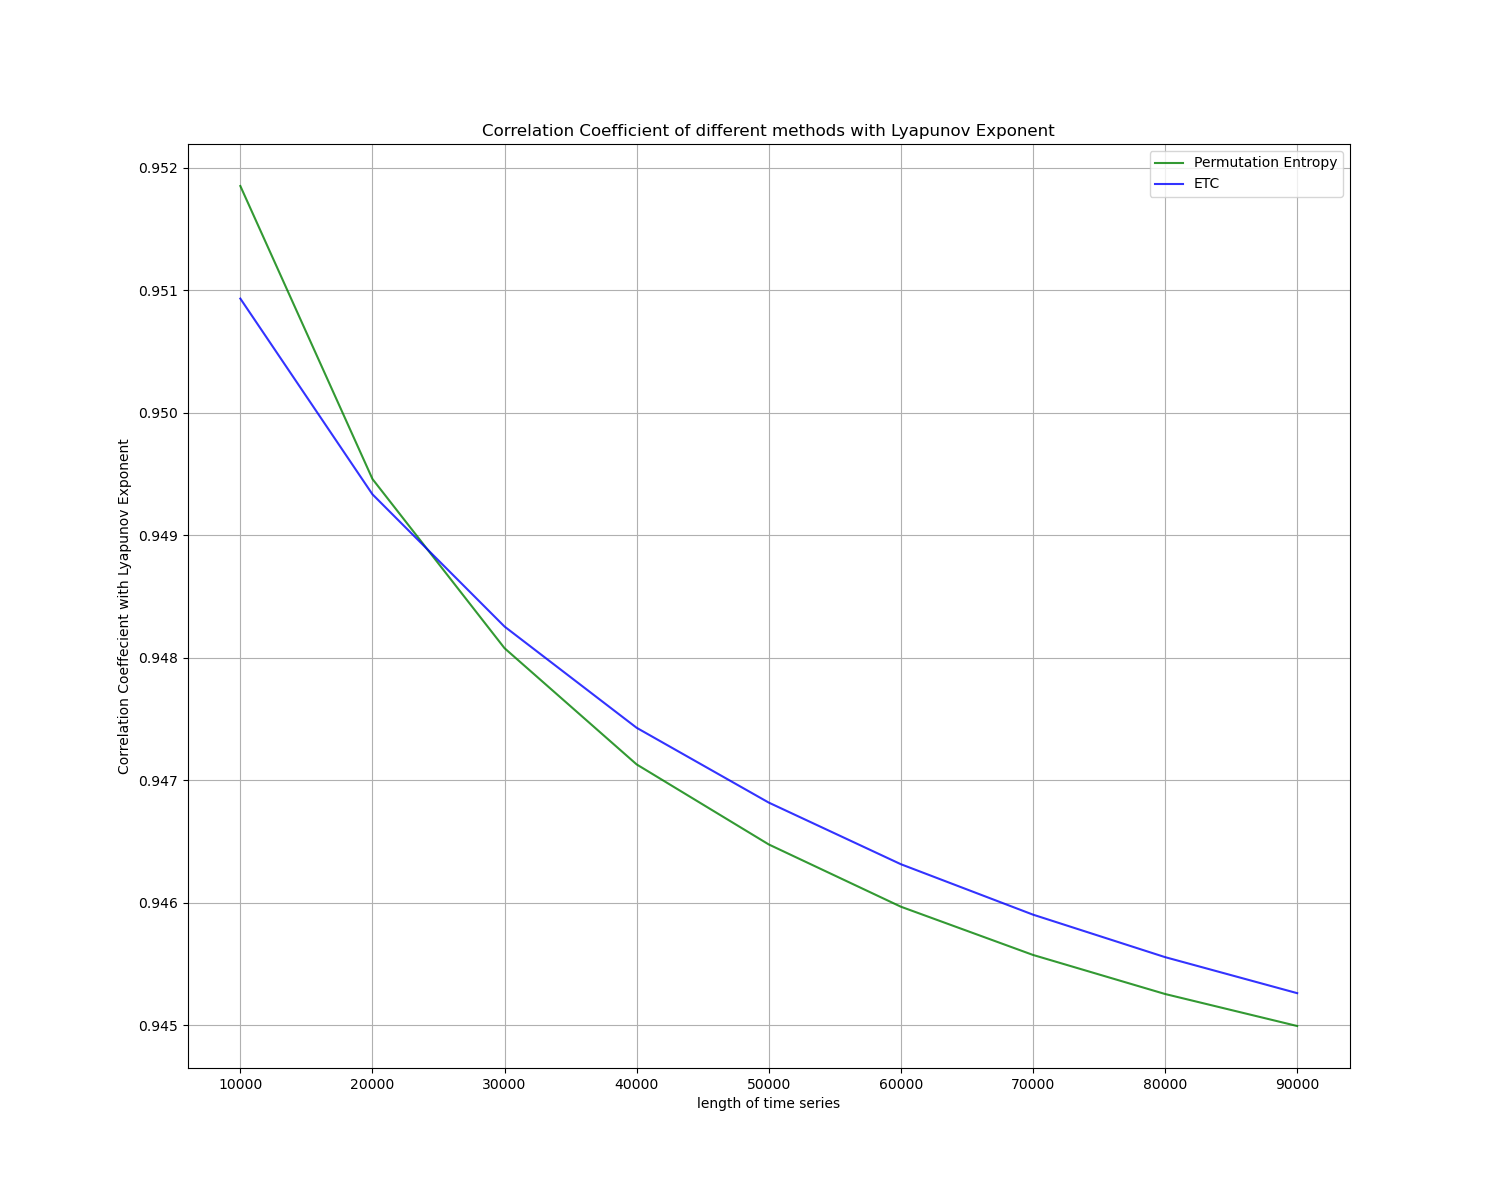 Correlation Coefficient of different methods with Lyapunov Exponent
Permutation Entropy
ETC
Correlation Coeffecient with Lyapunov Exponent
0.952
0.951
0.950
0.949
0.948
0.947
0.946
0.945
10000 20000 30000 40000 50000 60000 70000 80000 90000
length of time series